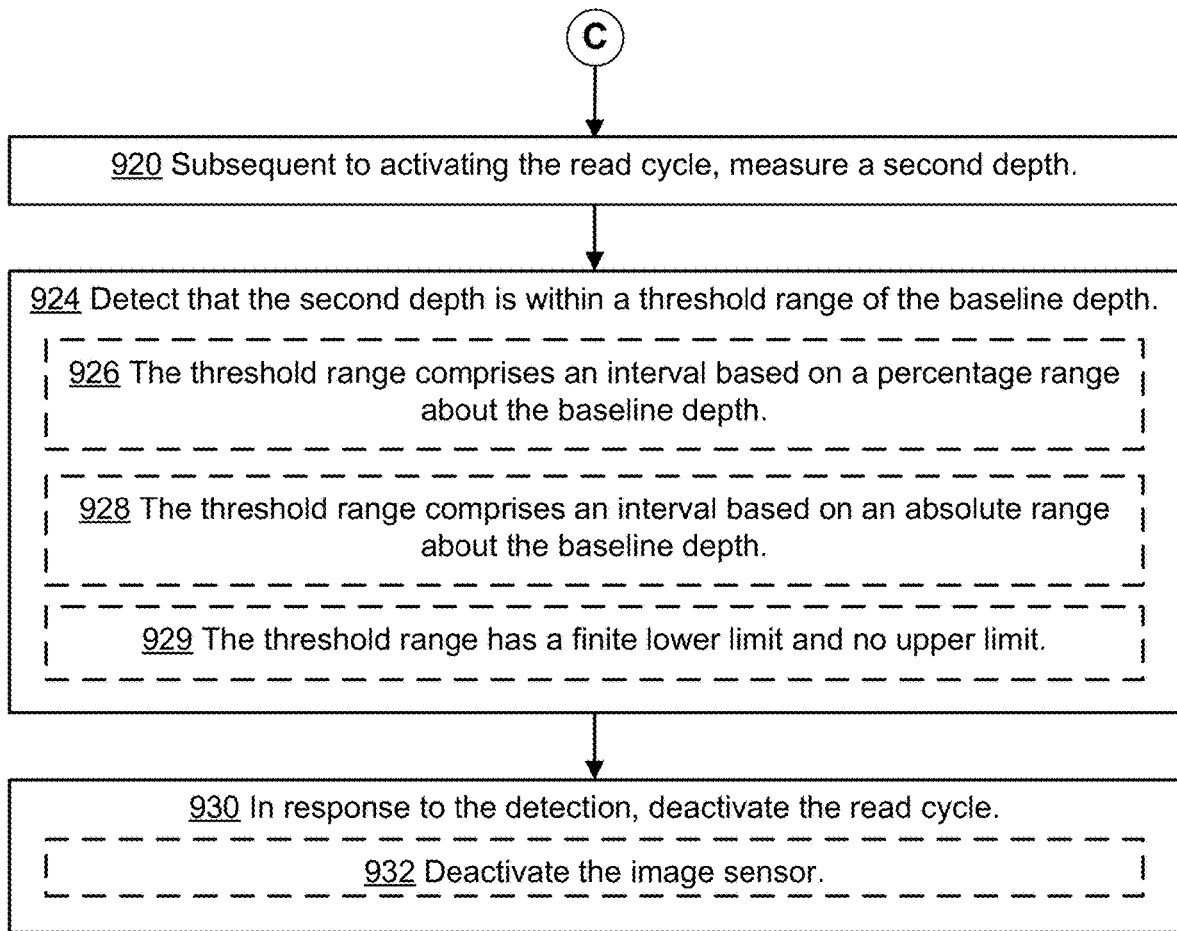 C
920 Subsequent to activating the read cycle, measure a second depth.
924 Detect that the second depth is within a threshold range of the baseline depth.
926 The threshold range comprises an interval based on a percentage range
about the baseline depth.
928 The threshold range comprises an interval based on an absolute range
about the baseline depth.
929 The threshold range has a finite lower limit and no upper limit.
930 In response to the detection, deactivate the read cycle.
932 Deactivate the image sensor.